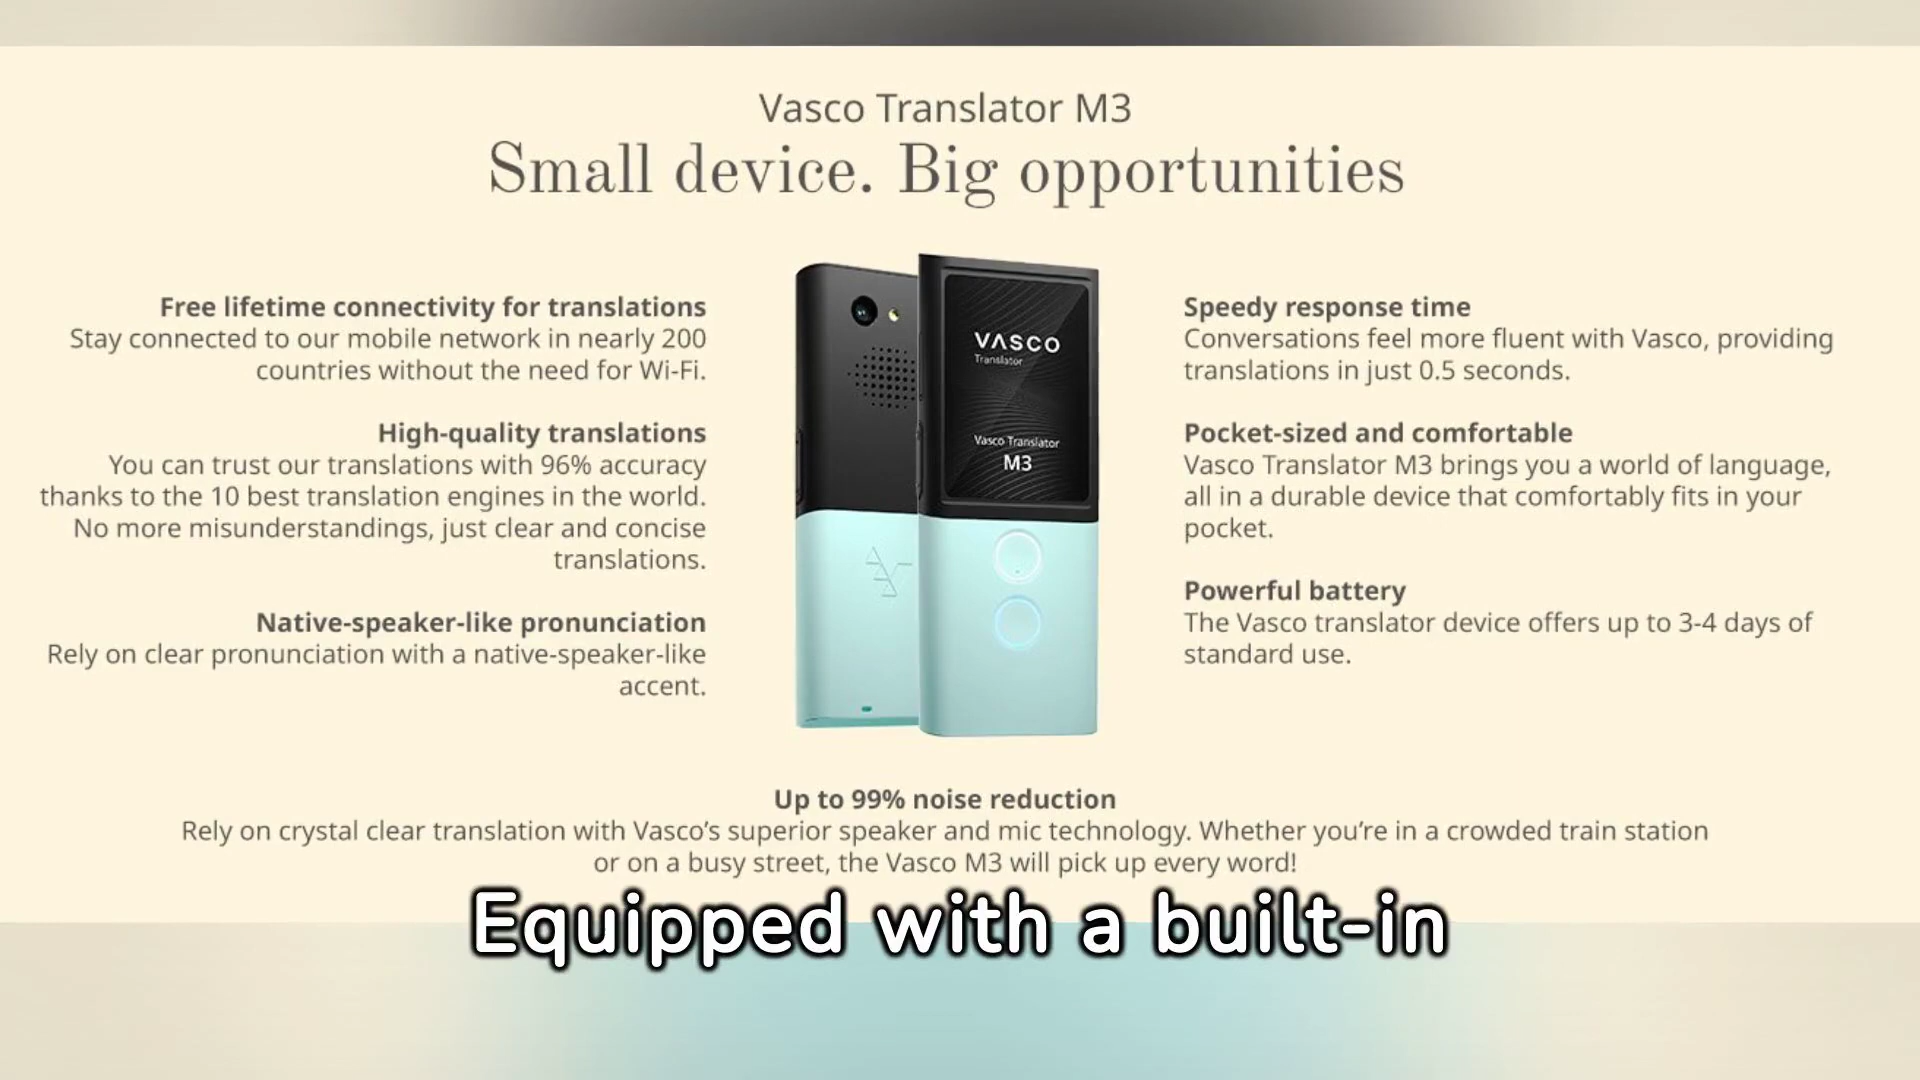 Vasco Translator M3
Small device. Big opportunities
Free lifetime connectivity for translations
Stay connected to our mobile network in nearly 200
countries without the need for Wi-Fi.
High-quality translations
You can trust our translations with 96% accuracy
thanks to the 10 best translation engines in the world.
No more misunderstandings, just clear and concise
translations.
Native-speaker-like pronunciation
Rely on clear pronunciation with a native-speaker-like
accent.
VASCO
Translator
Vasco Translator
M3
Speedy response time
Conversations feel more fluent with Vasco, providing
translations in just 0.5 seconds.
Pocket-sized and comfortable
Vasco Translator M3 brings you a world of language,
all in a durable device that comfortably fits in your
pocket.
Powerful battery
The Vasco translator device offers up to 3-4 days of
standard use.
Up to 99% noise reduction
Rely on crystal clear translation with Vasco’s superior speaker and mic technology. Whether you’re in a crowded train station
or on a busy street, the Vasco M3 will pick up every word!
Equipped with a built-in